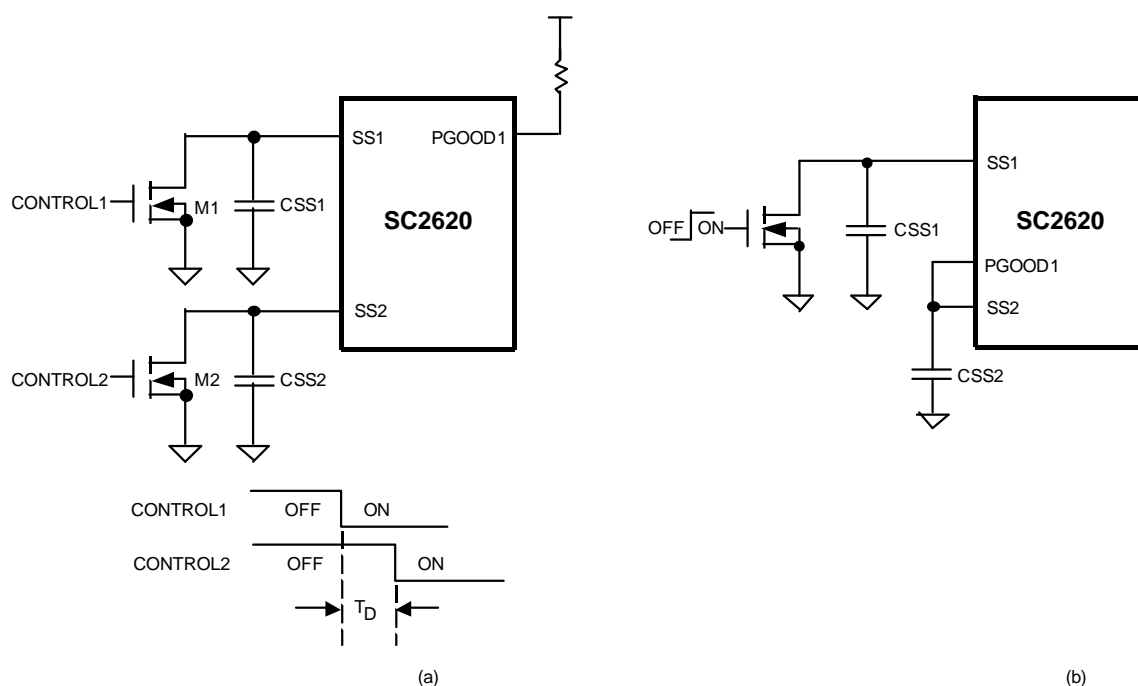 SS1
PGOOD1
CONTROL1
M1
CSS1
SC2620
SS2
CONTROL2
M2
CSS2
CONTROL1 OFF ON
CONTROL2 OFF ON
TD
(a)
SS1
OFF ON
CSS1
SC2620
PGOOD1
SS2
CSS2
(b)